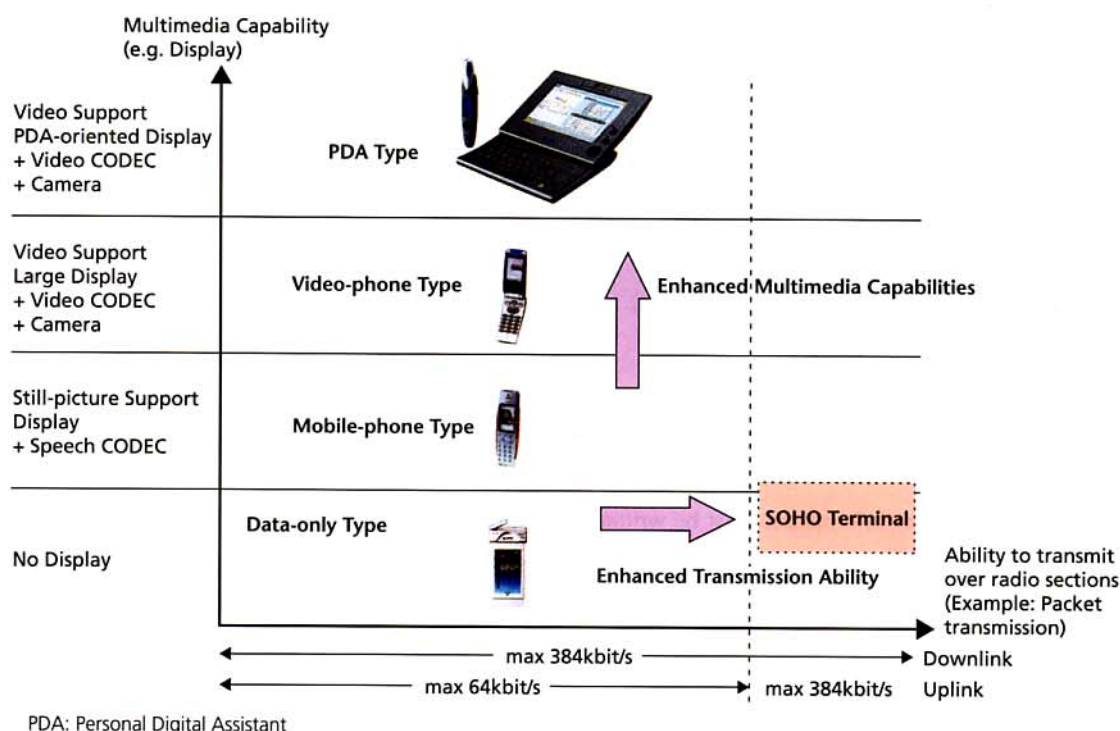 Multimedia Capability
(e.g. Display)
Video Support
PDA-oriented Display
+ Video CODEC
+ Camera
PDA Type
Video Support
Large Display
+ Video CODEC
+ Camera
Video-phone Type
Enhanced Multimedia Capabilities
Still-picture Support
Display
+ Speech CODEC
Mobile-phone Type
No Display
Data-only Type
SOHO Terminal
Enhanced Transmission Ability
Ability to transmit
over radio sections
(Example: Packet
transmission)
max 384kbit/s
Downlink
max 64kbit/s
max 384kbit/s
Uplink
PDA: Personal Digital Assistant